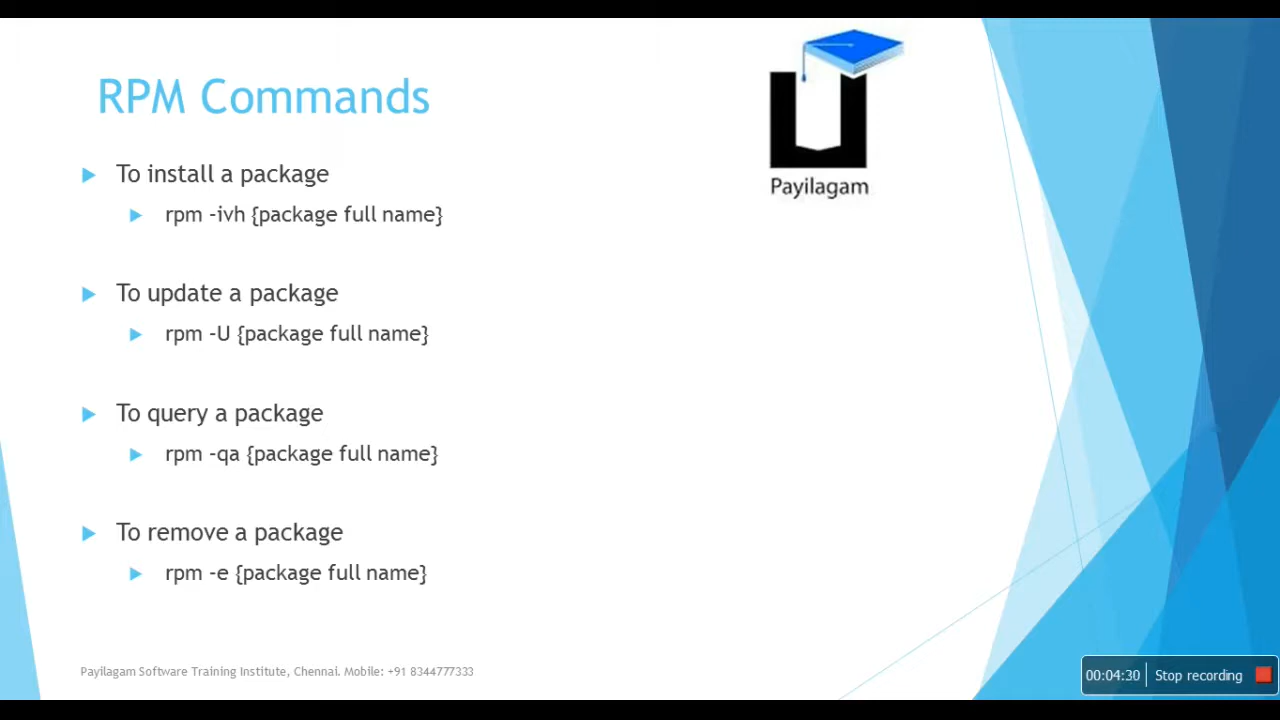 RPM Commands
Payilagam
To install a package
rpm -ivh {package full name}
To update a package
rpm -U {package full name}
To query a package
rpm -qa {package full name}
To remove a package
rpm -e {package full name}
Payilagam Software Training Institute, Chennai. Mobile: +91 8344777333
00:04:30 Stop recording